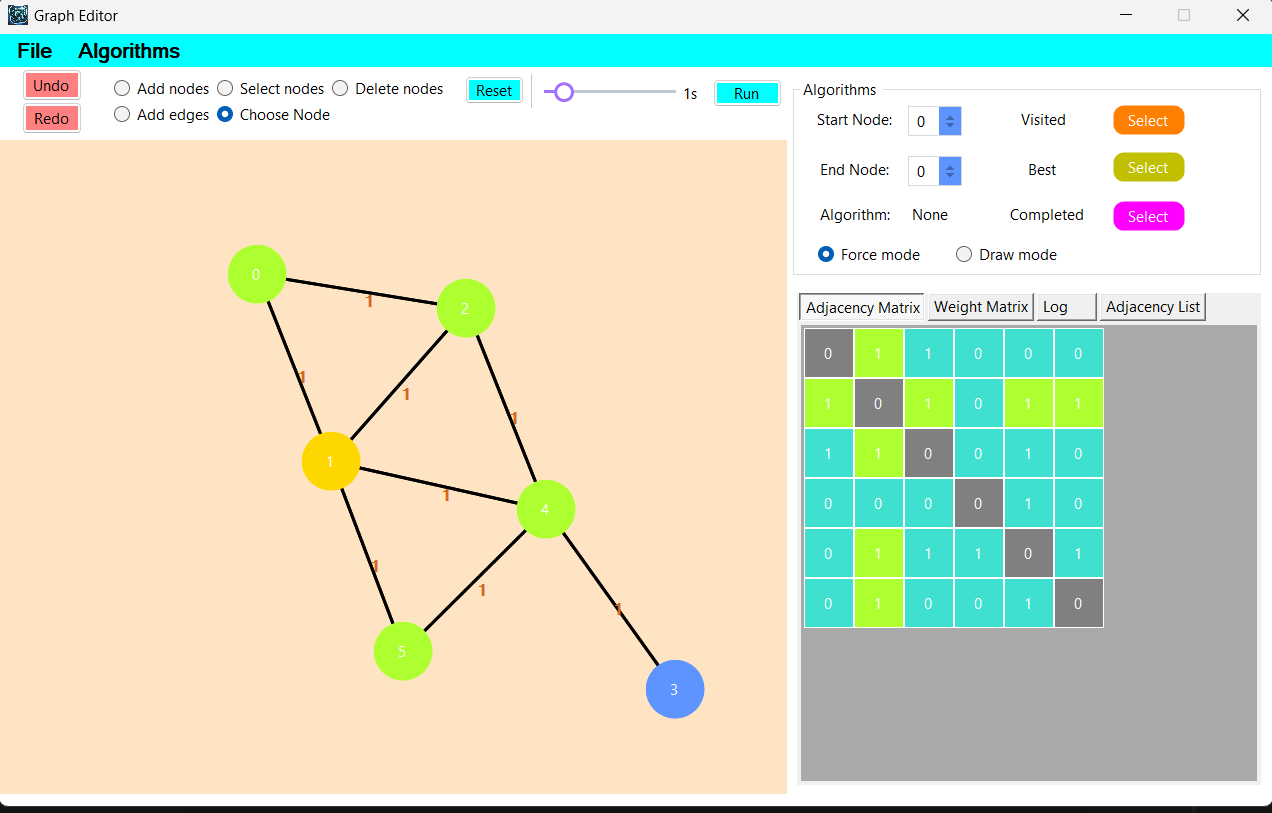 Graph Editor
File Algorithms
Undo
Redo
Add nodes Select nodes Delete nodes
Add edges Choose Node
Reset
1s
Run
Algorithms
Start Node: 0 Visited Select
End Node: 0 Best Select
Algorithm: None Completed Select
Force mode Draw mode
0
2
1
1
1
1
1
1
4
1
1
1
5
1
3
Adjacency Matrix Weight Matrix Log Adjacency List
0 1 1 0 0 0
1 0 1 0 1 1
1 1 0 0 1 0
0 0 0 0 1 0
0 1 1 1 0 1
0 1 0 0 1 0